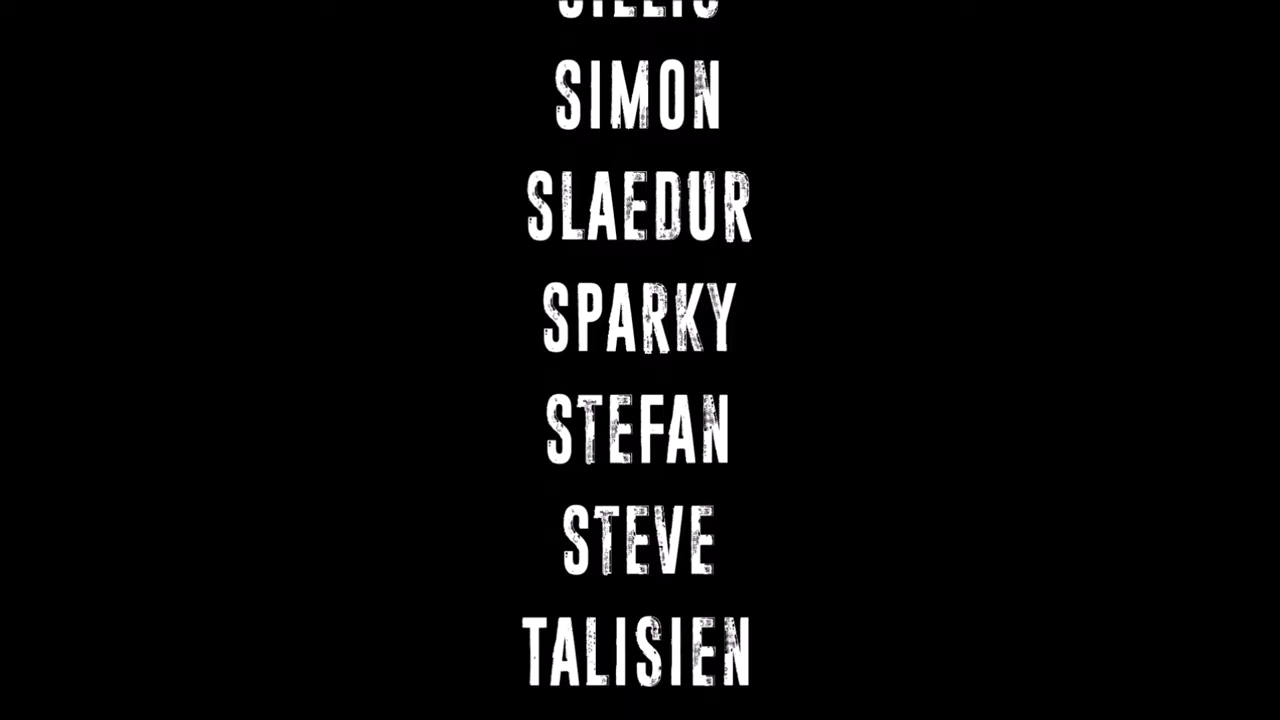 SIMON
SLAEDUR
SPARKY
STEFAN
STEVE
TALISIEN